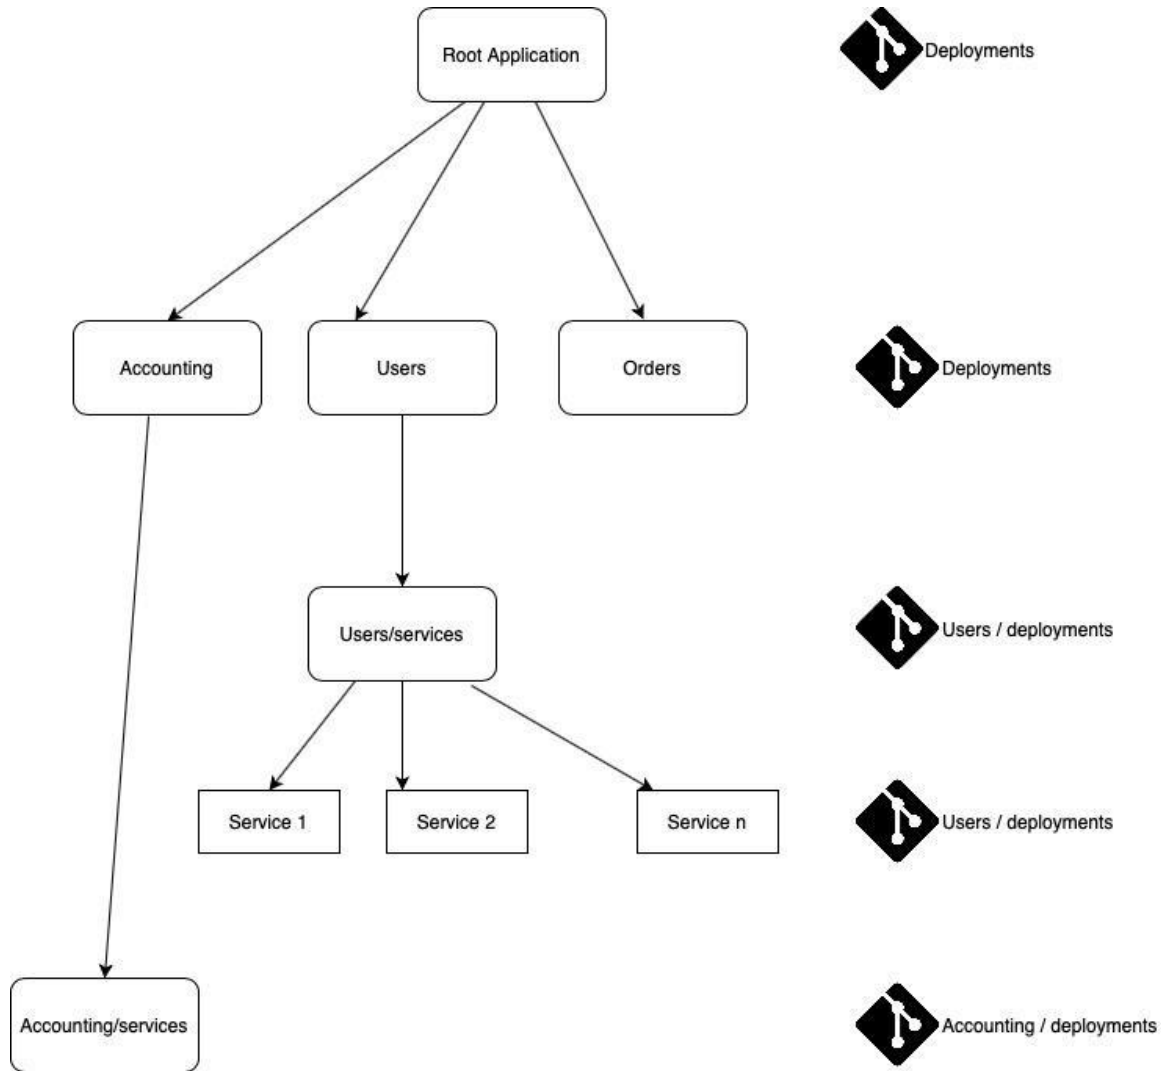 Root Application
Deployments
Accounting
Users
Orders
Deployments
Users/services
Users / deployments
Service 1
Service 2
Service n
Users / deployments
Accounting/services
Accounting / deployments